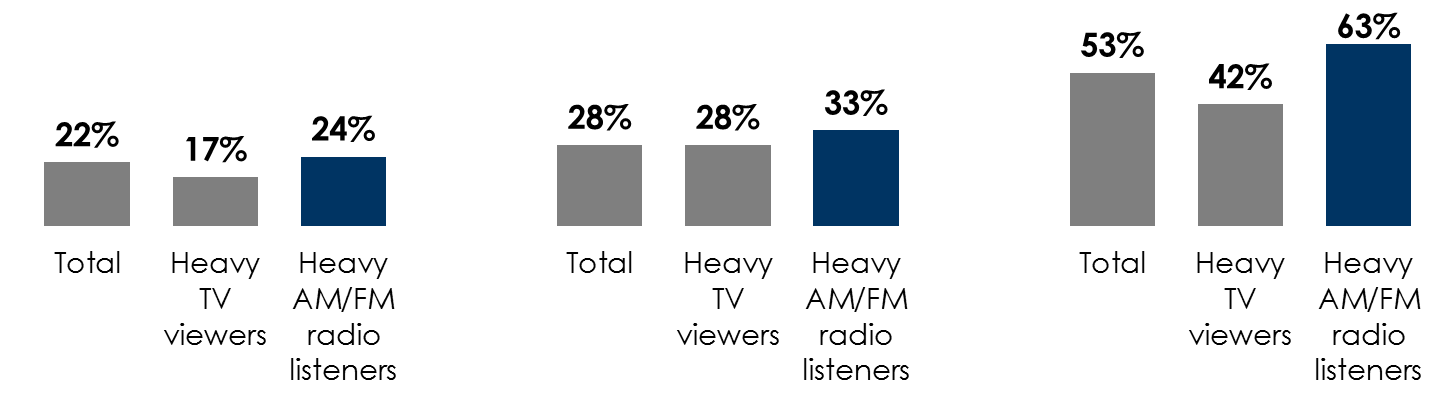 22%
17%
24%
Total
Heavy
TV
viewers
Heavy
AM/FM
radio
listeners
28%
28%
33%
Total
Heavy
TV
viewers
Heavy
AM/FM
radio
listeners
53%
42%
63%
Total
Heavy
TV
viewers
Heavy
AM/FM
radio
listeners